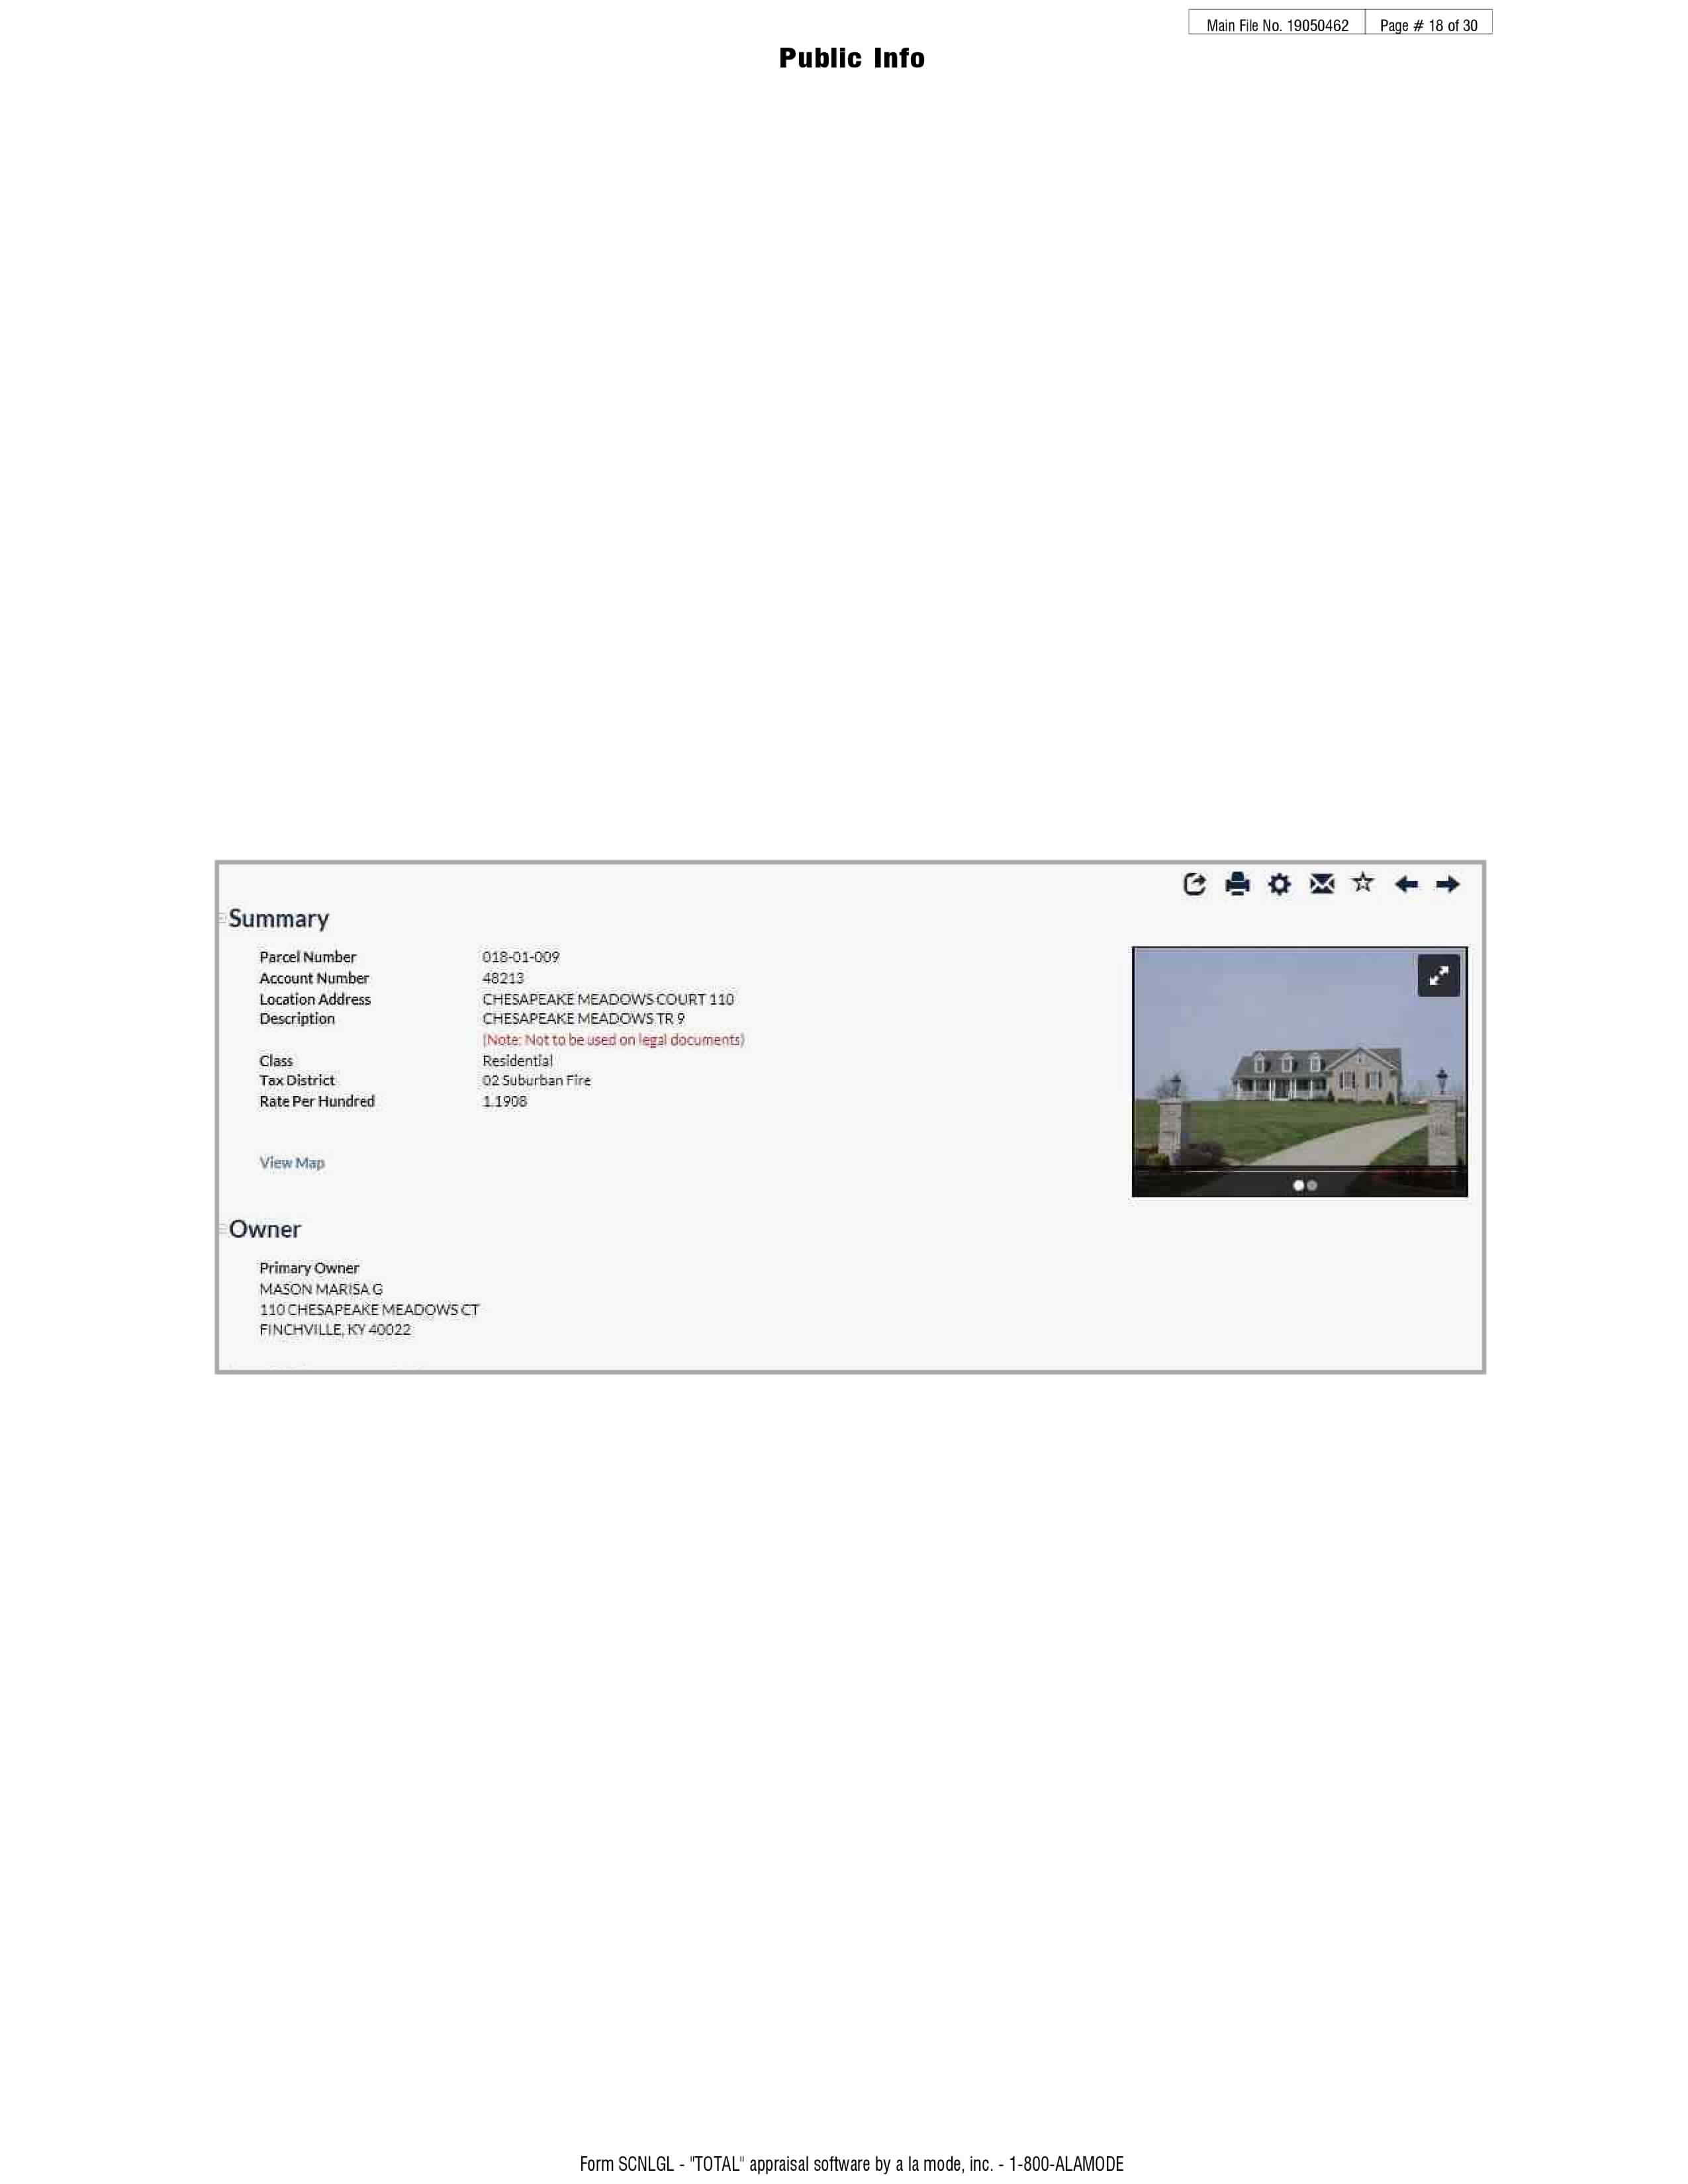 Main File No. 19050462 Page # 18 of 30
Public Info
Summary
Parcel Number 018-01-009
Account Number 48213
Location Address CHESAPEAKE MEADOWS COURT 110
Description CHESAPEAKE MEADOWS TR 9
(Note: Not to be used on legal documents)
Class Residential
Tax District 02 Suburban Fire
Rate Per Hundred 1.1908
View Map
Owner
Primary Owner
MASON MARISA G
110 CHESAPEAKE MEADOWS CT
FINCHVILLE, KY 40022
Form SCNLGL - "TOTAL" appraisal software by a la mode, inc. - 1-800-ALAMODE